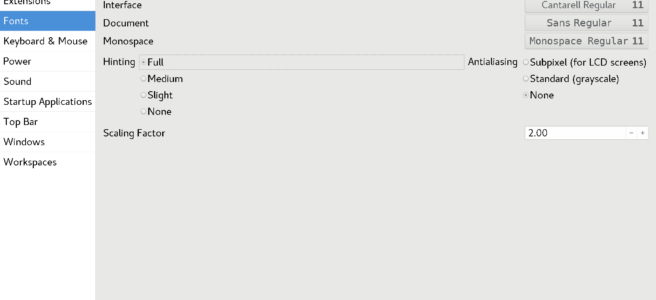 Extensions
Fonts
Keyboard & Mouse
Power
Sound
Startup Applications
Top Bar
Windows
Workspaces
Interface Cantarell Regular 11
Document Sans Regular 11
Monospace Monospace Regular 11
Hinting Full Antialiasing Subpixel (for LCD screens)
Medium Standard (grayscale)
Slight None
None
Scaling Factor 2.00 - +